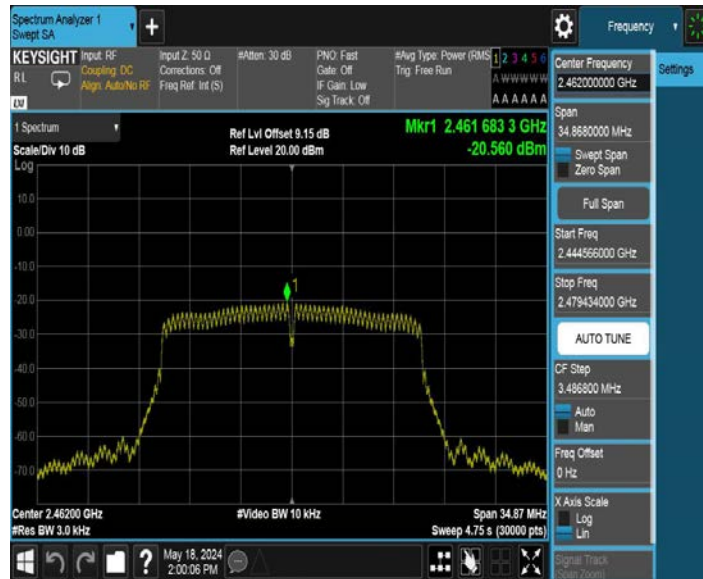 Spectrum Analyzer 1
Swept SA
+
Frequency
KEYSIGHT
RL
LXI
Input: RF
Coupling: DC
Align: Auto/No RF
Input Z: 50 Ω
Corrections: Off
Freq Ref: Int (S)
#Atten: 30 dB
PNO: Fast
Gate: Off
IF Gain: Low
Sig Track: Off
#Avg Type: Power (RMS
Trig: Free Run
1 2 3 4 5 6
A W W W W W
A A A A A A
1 Spectrum
Scale/Div 10 dB
Log
Ref Lvl Offset 9.15 dB
Ref Level 20.00 dBm
Mkr1 2.461 683 3 GHz
-20.560 dBm
10.0
0.00
-10.0
-20.0
-30.0
-40.0
-50.0
-60.0
-70.0
1
Center 2.46200 GHz
#Res BW 3.0 kHz
#Video BW 10 kHz
Span 34.87 MHz
Sweep 4.75 s (30000 pts)
Center Frequency
2.462000000 GHz
Settings
Span
34.8680000 MHz
Swept Span
Zero Span
Full Span
Start Freq
2.444566000 GHz
Stop Freq
2.479434000 GHz
AUTO TUNE
CF Step
3.486800 MHz
Auto
Man
Freq Offset
0 Hz
X Axis Scale
Log
Lin
Signal Track
(Span Zoom)
?
May 18, 2024
2:00:06 PM